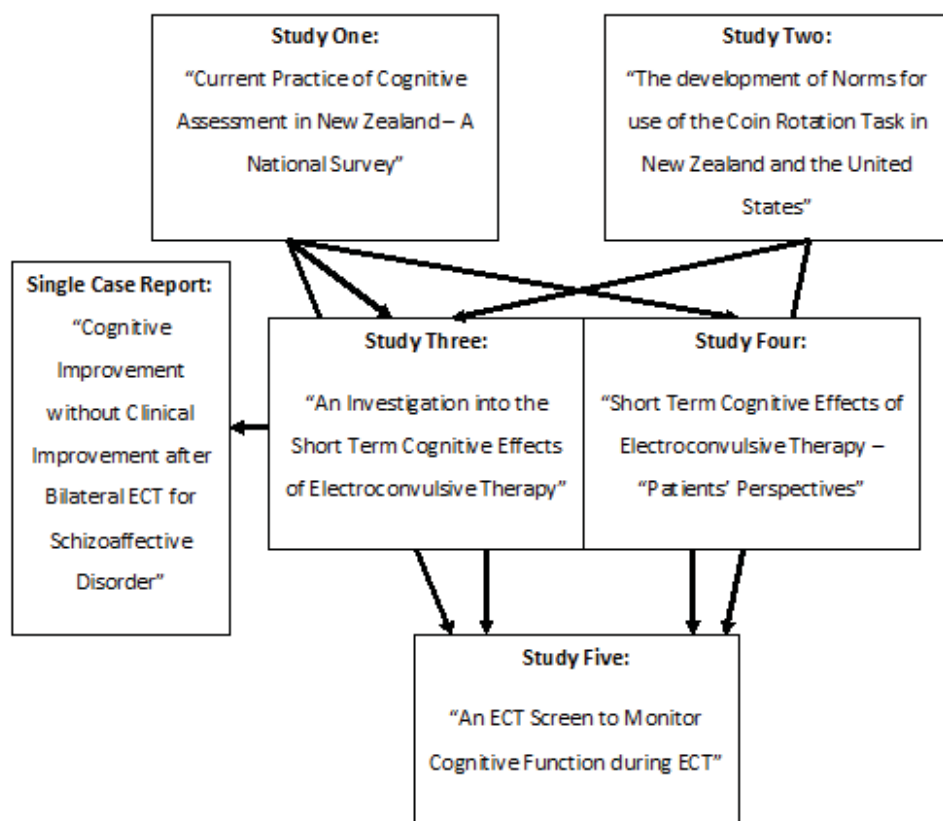 Study One:
“Current Practice of Cognitive
Assessment in New Zealand – A
National Survey”
Study Two:
“The development of Norms for
use of the Coin Rotation Task in
New Zealand and the United
States”
Single Case Report:
“Cognitive
Improvement
without Clinical
Improvement after
Bilateral ECT for
Schizoaffective
Disorder”
Study Three:
“An Investigation into the
Short Term Cognitive Effects
of Electroconvulsive Therapy”
Study Four:
“Short Term Cognitive Effects of
Electroconvulsive Therapy –
“Patients’ Perspectives”
Study Five:
“An ECT Screen to Monitor
Cognitive Function during ECT”